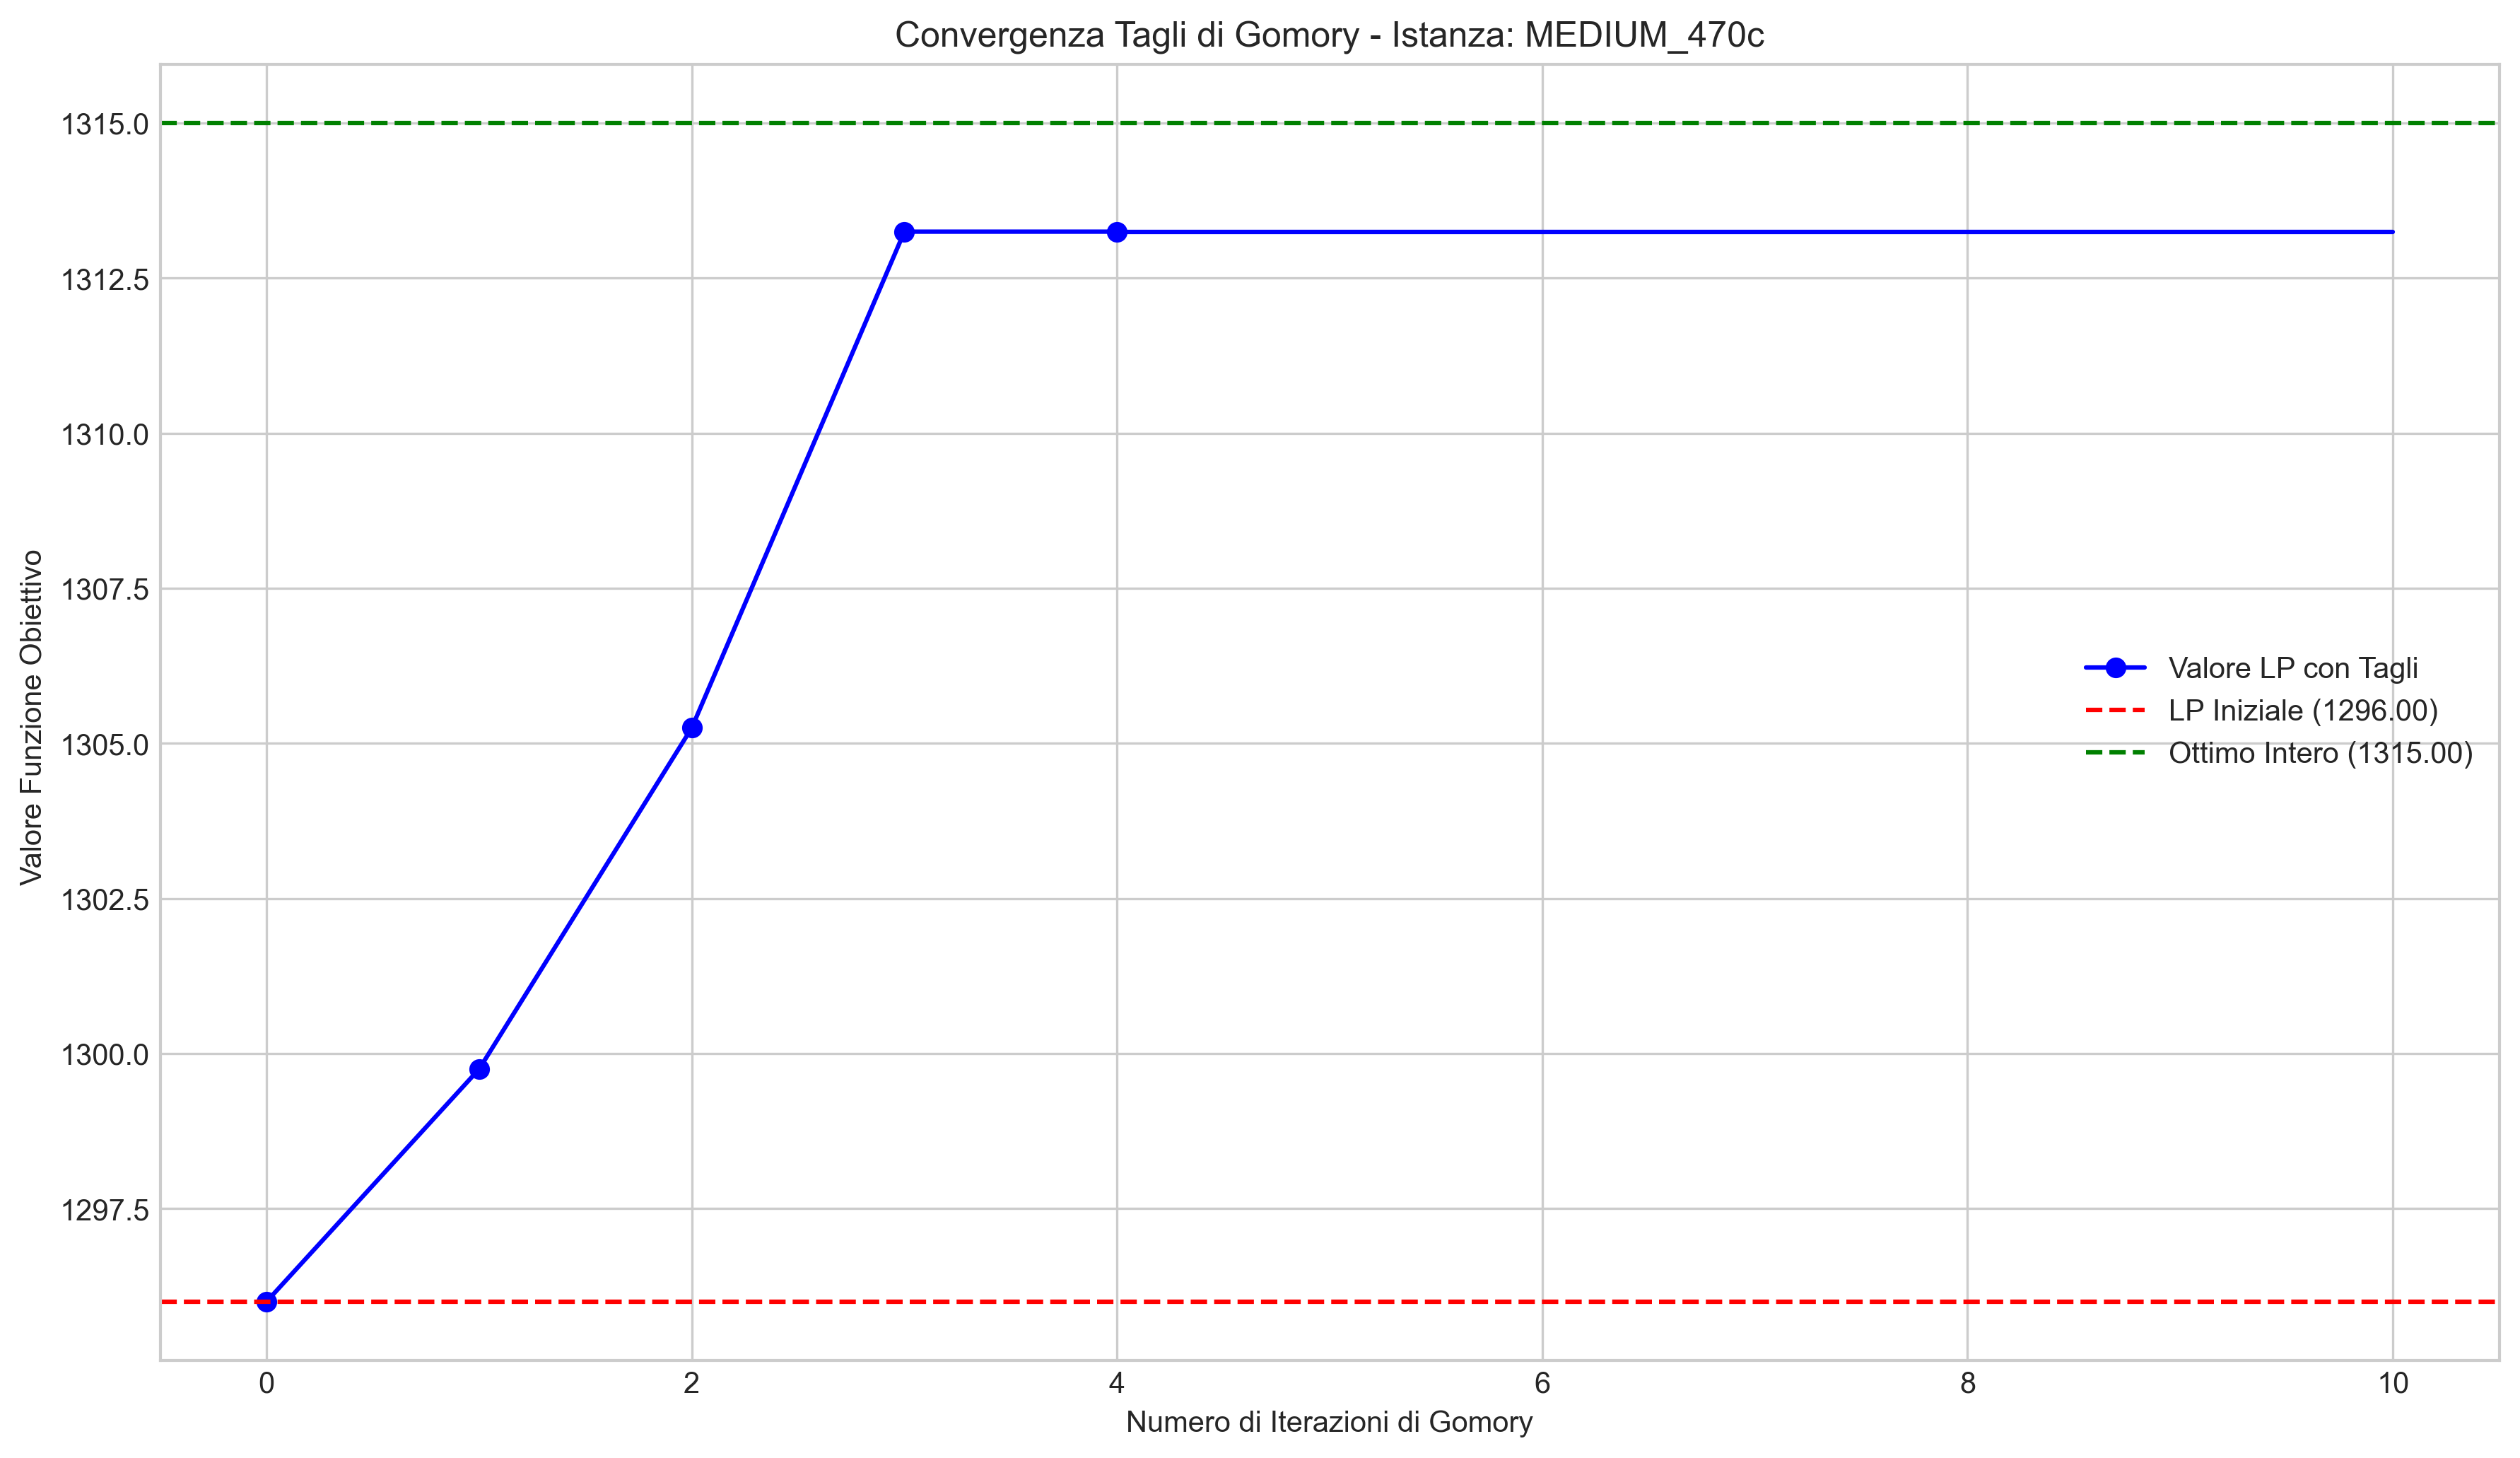 Convergenza Tagli di Gomory - Istanza: MEDIUM_470c
Valore Funzione Obiettivo
1315.0
1312.5
1310.0
1307.5
1305.0
1302.5
1300.0
1297.5
Valore LP con Tagli
LP Iniziale (1296.00)
Ottimo Intero (1315.00)
0 2 4 6 8 10
Numero di Iterazioni di Gomory